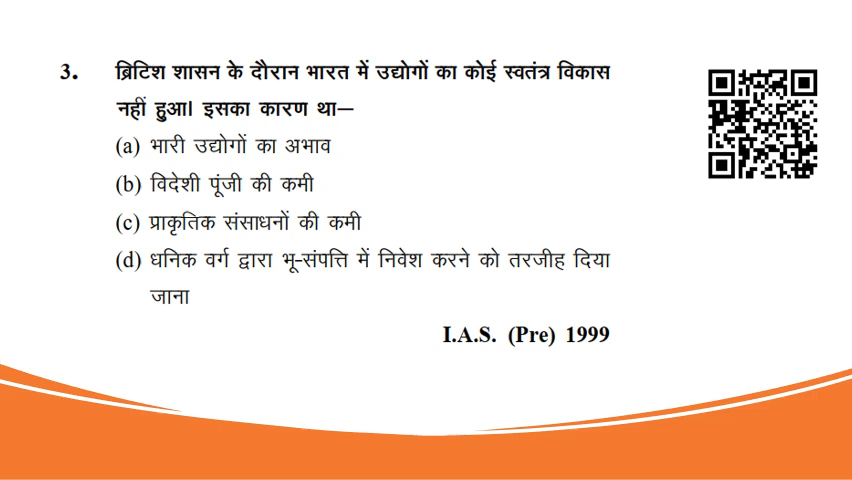 3. ब्रिटिश शासन के दौरान भारत में उद्योगों का कोई स्वतंत्र विकास
नहीं हुआ। इसका कारण था—
(a) भारी उद्योगों का अभाव
(b) विदेशी पूंजी की कमी
(c) प्राकृतिक संसाधनों की कमी
(d) धनिक वर्ग द्वारा भू-संपत्ति में निवेश करने को तरजीह दिया
जाना
I.A.S. (Pre) 1999